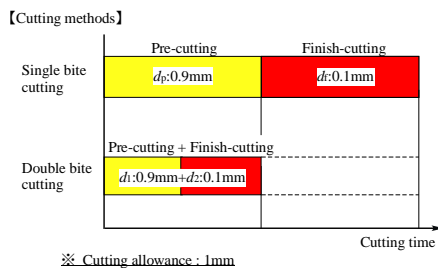 【Cutting methods】
Pre-cutting Finish-cutting
Single bite
cutting
dp:0.9mm dF:0.1mm
Pre-cutting + Finish-cutting
Double bite
cutting
d1:0.9mm+d2:0.1mm
Cutting time
※ Cutting allowance : 1mm